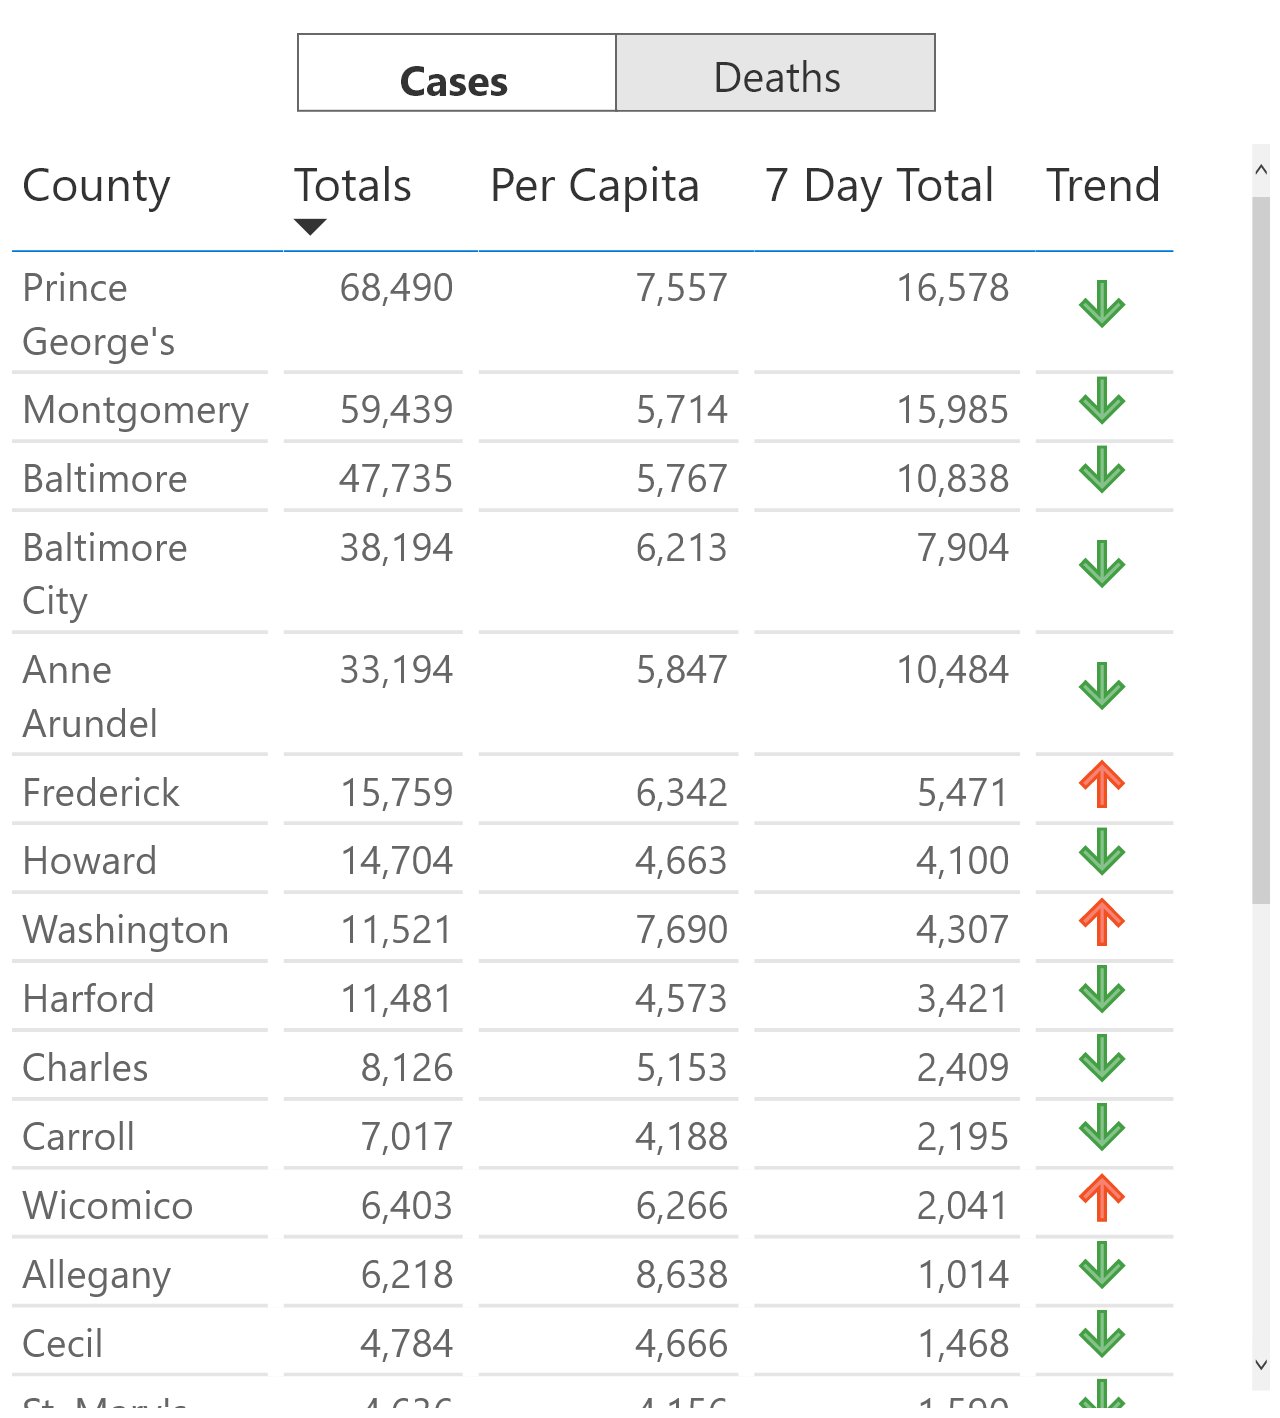 Cases Deaths
County Totals Per Capita 7 Day Total Trend
Prince 68,490 7,557 16,578
George's
Montgomery 59,439 5,714 15,985
Baltimore 47,735 5,767 10,838
Baltimore 38,194 6,213 7,904
City
Anne 33,194 5,847 10,484
Arundel
Frederick 15,759 6,342 5,471
Howard 14,704 4,663 4,100
Washington 11,521 7,690 4,307
Harford 11,481 4,573 3,421
Charles 8,126 5,153 2,409
Carroll 7,017 4,188 2,195
Wicomico 6,403 6,266 2,041
Allegany 6,218 8,638 1,014
Cecil 4,784 4,666 1,468
St. Mary's